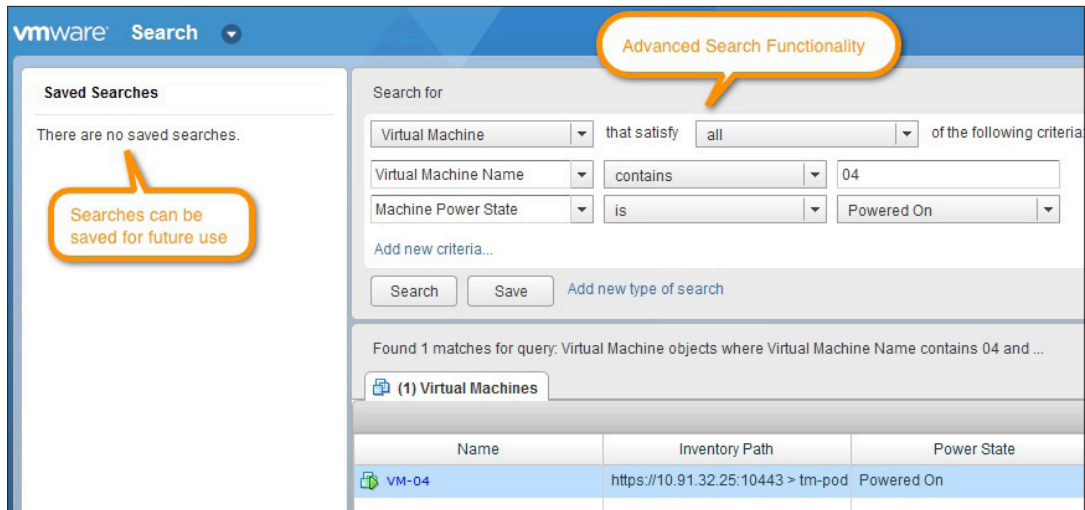 vmware Search
Advanced Search Functionality
Saved Searches
There are no saved searches.
Searches can be
saved for future use
Search for
Virtual Machine that satisfy all of the following criteria
Virtual Machine Name contains 04
Machine Power State is Powered On
Add new criteria...
Search Save Add new type of search
Found 1 matches for query: Virtual Machine objects where Virtual Machine Name contains 04 and ...
(1) Virtual Machines
Name Inventory Path Power State
VM-04 https://10.91.32.25:10443 > tm-pod Powered On